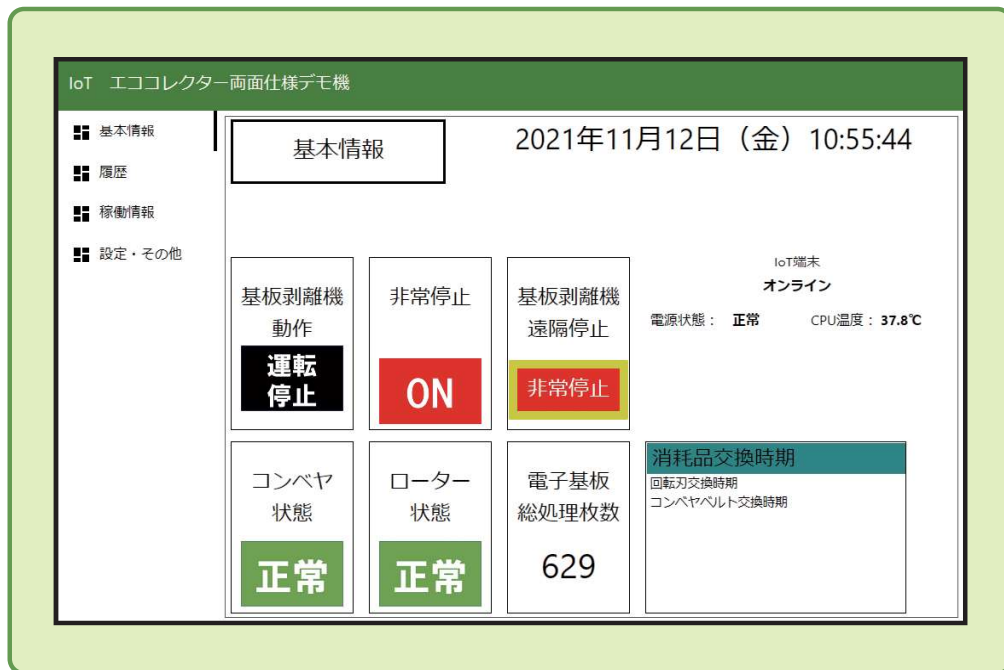 IoT　エココレクター両面仕様デモ機
基本情報
履歴
稼働情報
設定・その他
基本情報
2021年11月12日（金）10:55:44
IoT端末
オンライン
電源状態： 正常　CPU温度： 37.8℃
基板剥離機
動作
運転
停止
非常停止
ON
基板剥離機
遠隔停止
非常停止
コンベヤ
状態
正常
ローター
状態
正常
電子基板
総処理枚数
629
消耗品交換時期
回転刃交換時期
コンベヤベルト交換時期